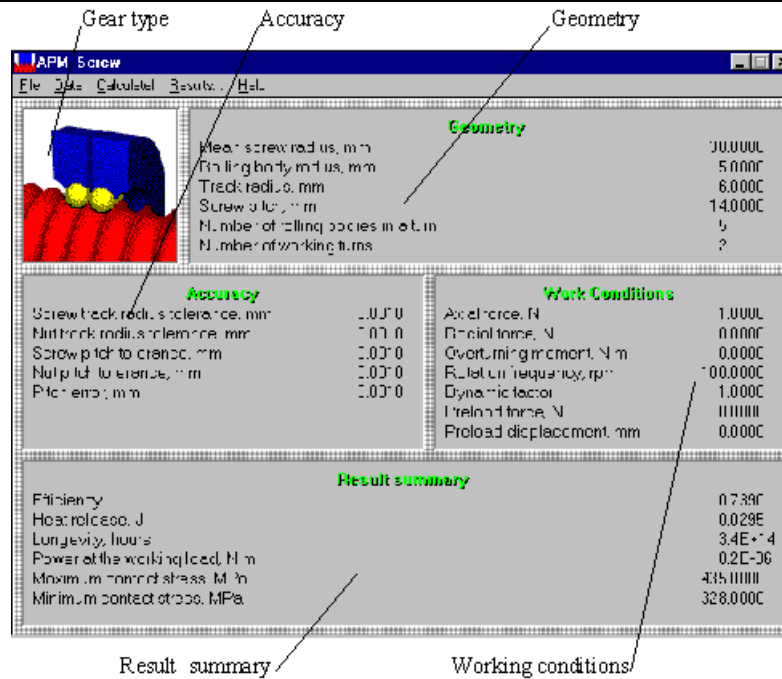 Gear type Accuracy Geometry
APM Screw
File Data Calculate! Results... Help
Geometry
Mean screw radius, mm 30.0000
Rolling body radius, mm 5.0000
Track radius, mm 6.0000
Screw pitch, mm 14.0000
Number of rolling bodies in a turn 5
Number of working turns 2
Accuracy
Screw track radius tolerance, mm 0.0010
Nut track radius tolerance, mm 0.0010
Screw pitch tolerance, mm 0.0010
Nut pitch tolerance, mm 0.0010
Pitch error, mm 0.0010
Work Conditions
Axial force, N 1.0000
Radial force, N 0.0000
Overturning moment, N m 0.0000
Rotation frequency, rpm 100.0000
Dynamic factor 1.0000
Preload force, N 0.0000
Preload displacement, mm 0.0000
Result summary
Efficiency 0.7390
Heat release, J 0.0295
Longevity, hours 3.4E+14
Power at the working load, N m 0.2E-06
Maximum contact stress, MPa 435.0000
Minimum contact stress, MPa 328.0000
Result summary Working conditions